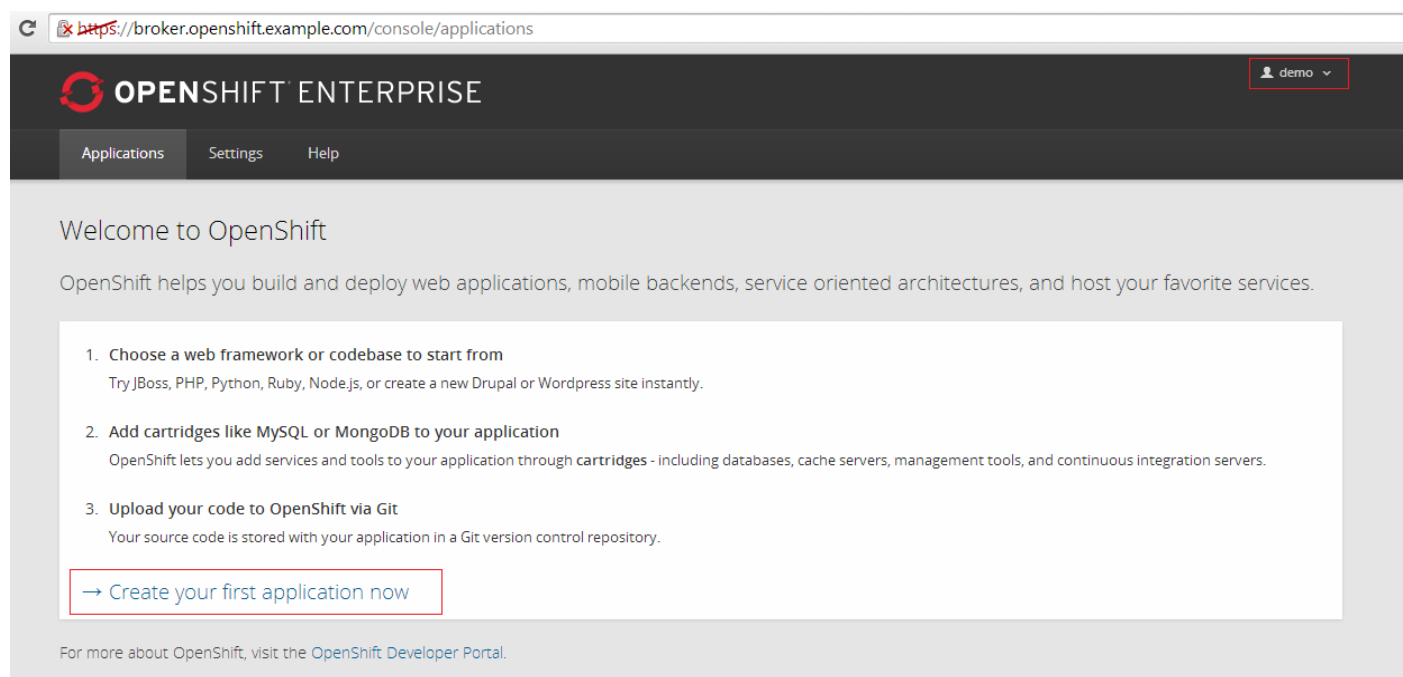 https://broker.openshift.example.com/console/applications
OPENSHIFT ENTERPRISE
demo
Applications Settings Help
Welcome to OpenShift
OpenShift helps you build and deploy web applications, mobile backends, service oriented architectures, and host your favorite services.
1. Choose a web framework or codebase to start from
Try JBoss, PHP, Python, Ruby, Node.js, or create a new Drupal or Wordpress site instantly.
2. Add cartridges like MySQL or MongoDB to your application
OpenShift lets you add services and tools to your application through cartridges - including databases, cache servers, management tools, and continuous integration servers.
3. Upload your code to OpenShift via Git
Your source code is stored with your application in a Git version control repository.
→ Create your first application now
For more about OpenShift, visit the OpenShift Developer Portal.